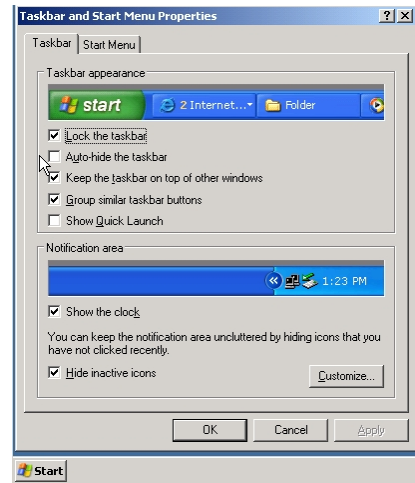 Taskbar and Start Menu Properties
Taskbar
Start Menu
Taskbar appearance
start
2 Internet...
Folder
Lock the taskbar
Auto-hide the taskbar
Keep the taskbar on top of other windows
Group similar taskbar buttons
Show Quick Launch
Notification area
1:23 PM
Show the clock
You can keep the notification area uncluttered by hiding icons that you
have not clicked recently.
Hide inactive icons
Customize...
OK
Cancel
Apply
Start